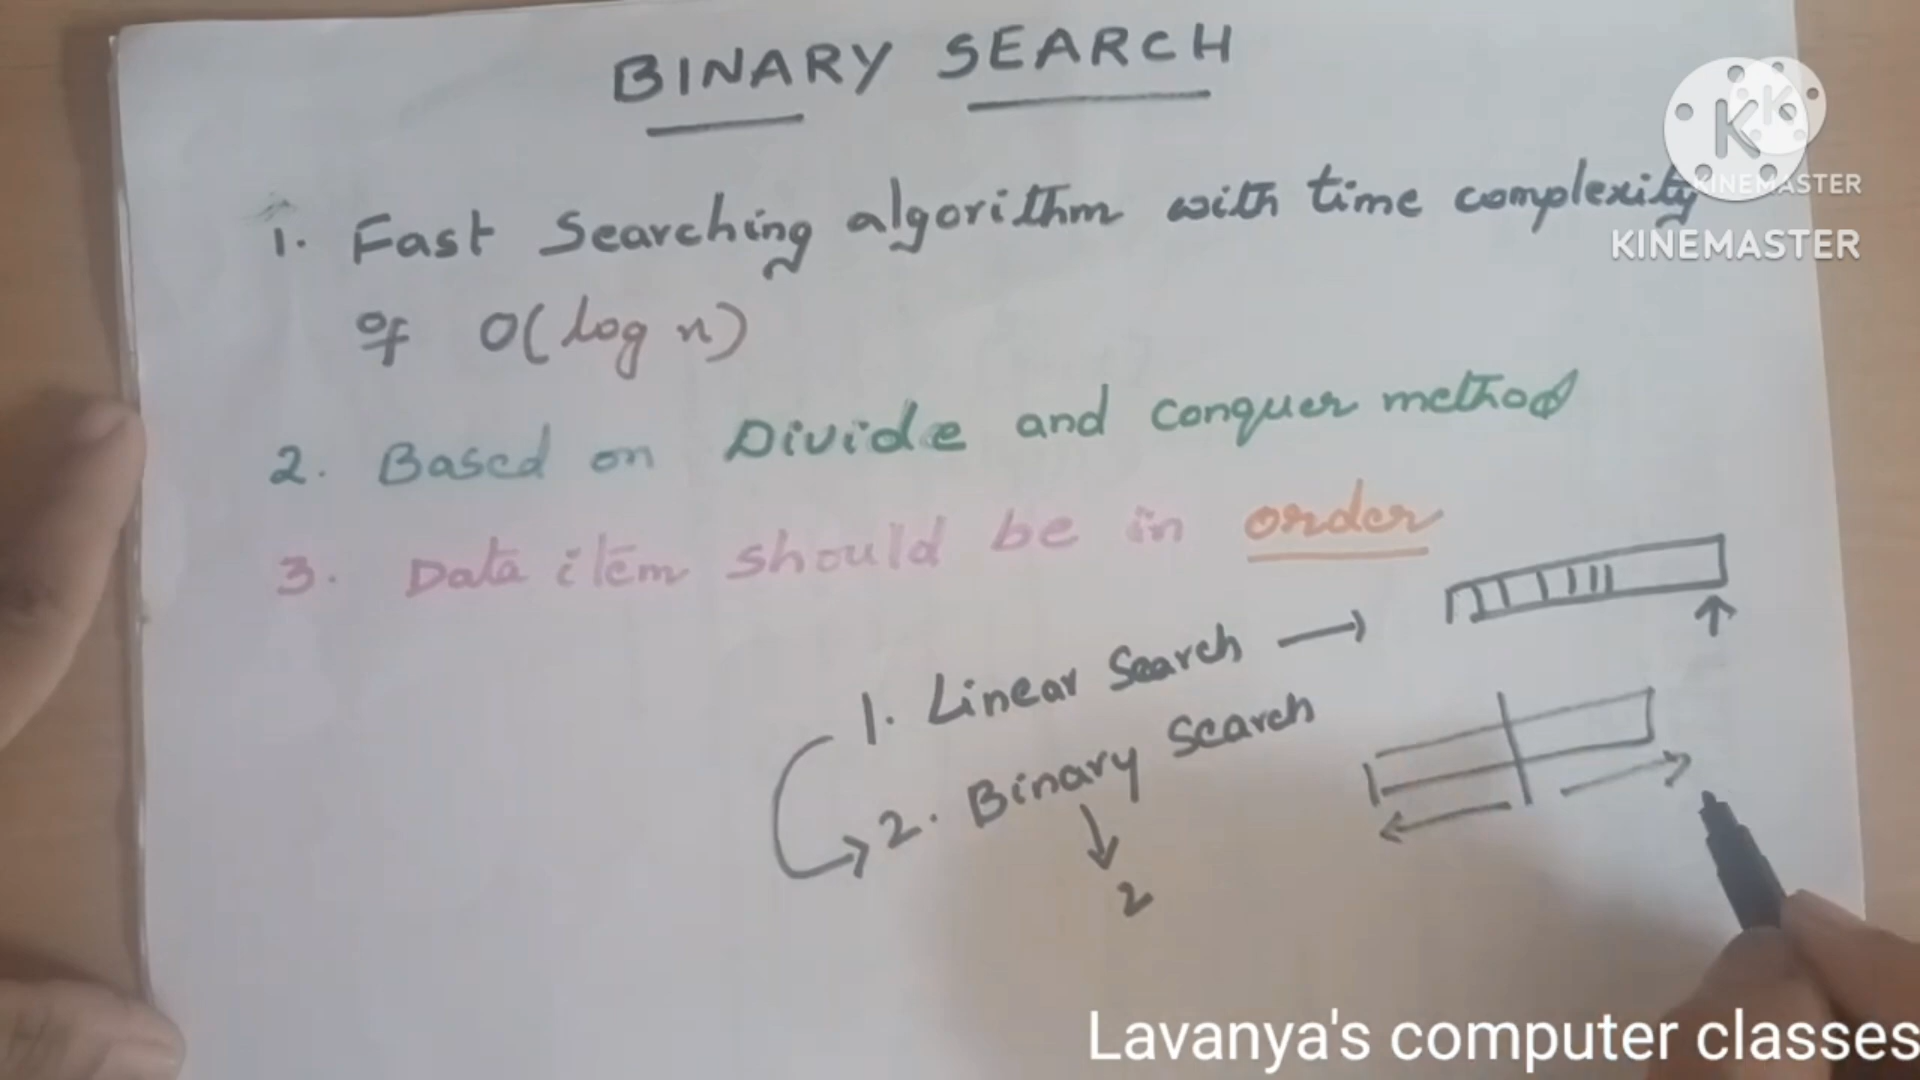 BINARY SEARCH
1. Fast Searching algorithm with time complexity
of O(log n)
2. Based on Divide and Conquer method
3. Data item should be in order
1. Linear Search →
2. Binary Search
2
KINEMASTER
KINEMASTER
Lavanya's computer classes